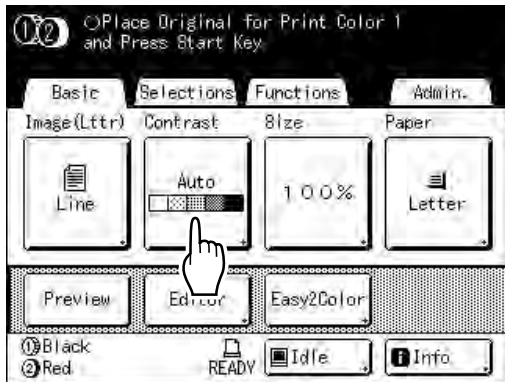 ①② ○Place Original for Print Color 1
and Press Start Key
Basic Selections Functions Admin.
Image(Lttr) Contrast Size Paper
Line Auto 100% Letter
Preview Editor Easy2Color
①Black
②Red READY Idle Info